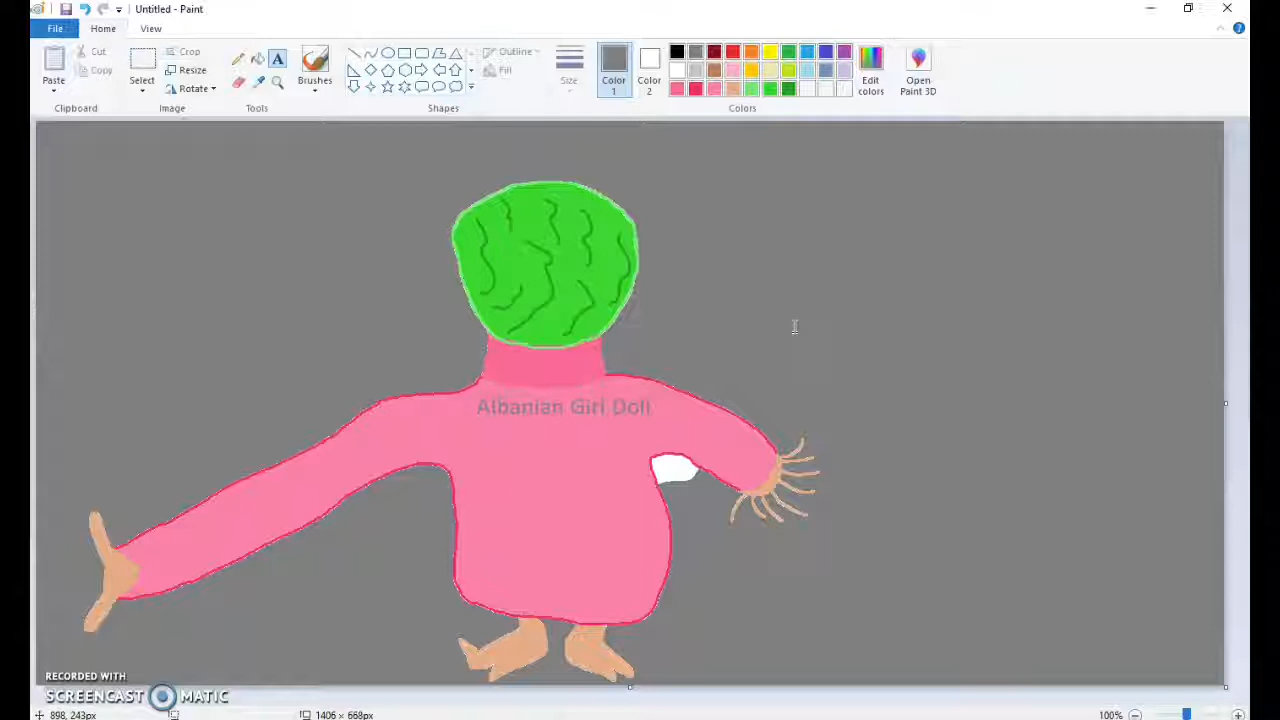 Untitled - Paint
File
Home
View
Paste
Cut
Copy
Clipboard
Select
Crop
Resize
Rotate
Image
A
Tools
Brushes
Shapes
Outline
Fill
Size
Color
1
Color
2
Edit
colors
Open
Paint 3D
Colors
Albanian Girl Doll
RECORDED WITH
SCREENCAST MATIC
898, 243px
1406 × 668px
100%